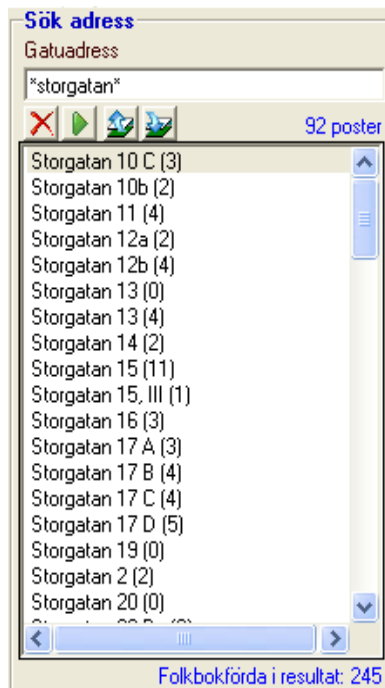 Sök adress
Gatuadress
*storgatan*
92 poster
Storgatan 10 C (3)
Storgatan 10b (2)
Storgatan 11 (4)
Storgatan 12a (2)
Storgatan 12b (4)
Storgatan 13 (0)
Storgatan 13 (4)
Storgatan 14 (2)
Storgatan 15 (11)
Storgatan 15, III (1)
Storgatan 16 (3)
Storgatan 17 A (3)
Storgatan 17 B (4)
Storgatan 17 C (4)
Storgatan 17 D (5)
Storgatan 19 (0)
Storgatan 2 (2)
Storgatan 20 (0)
Folkbokförda i resultat: 245